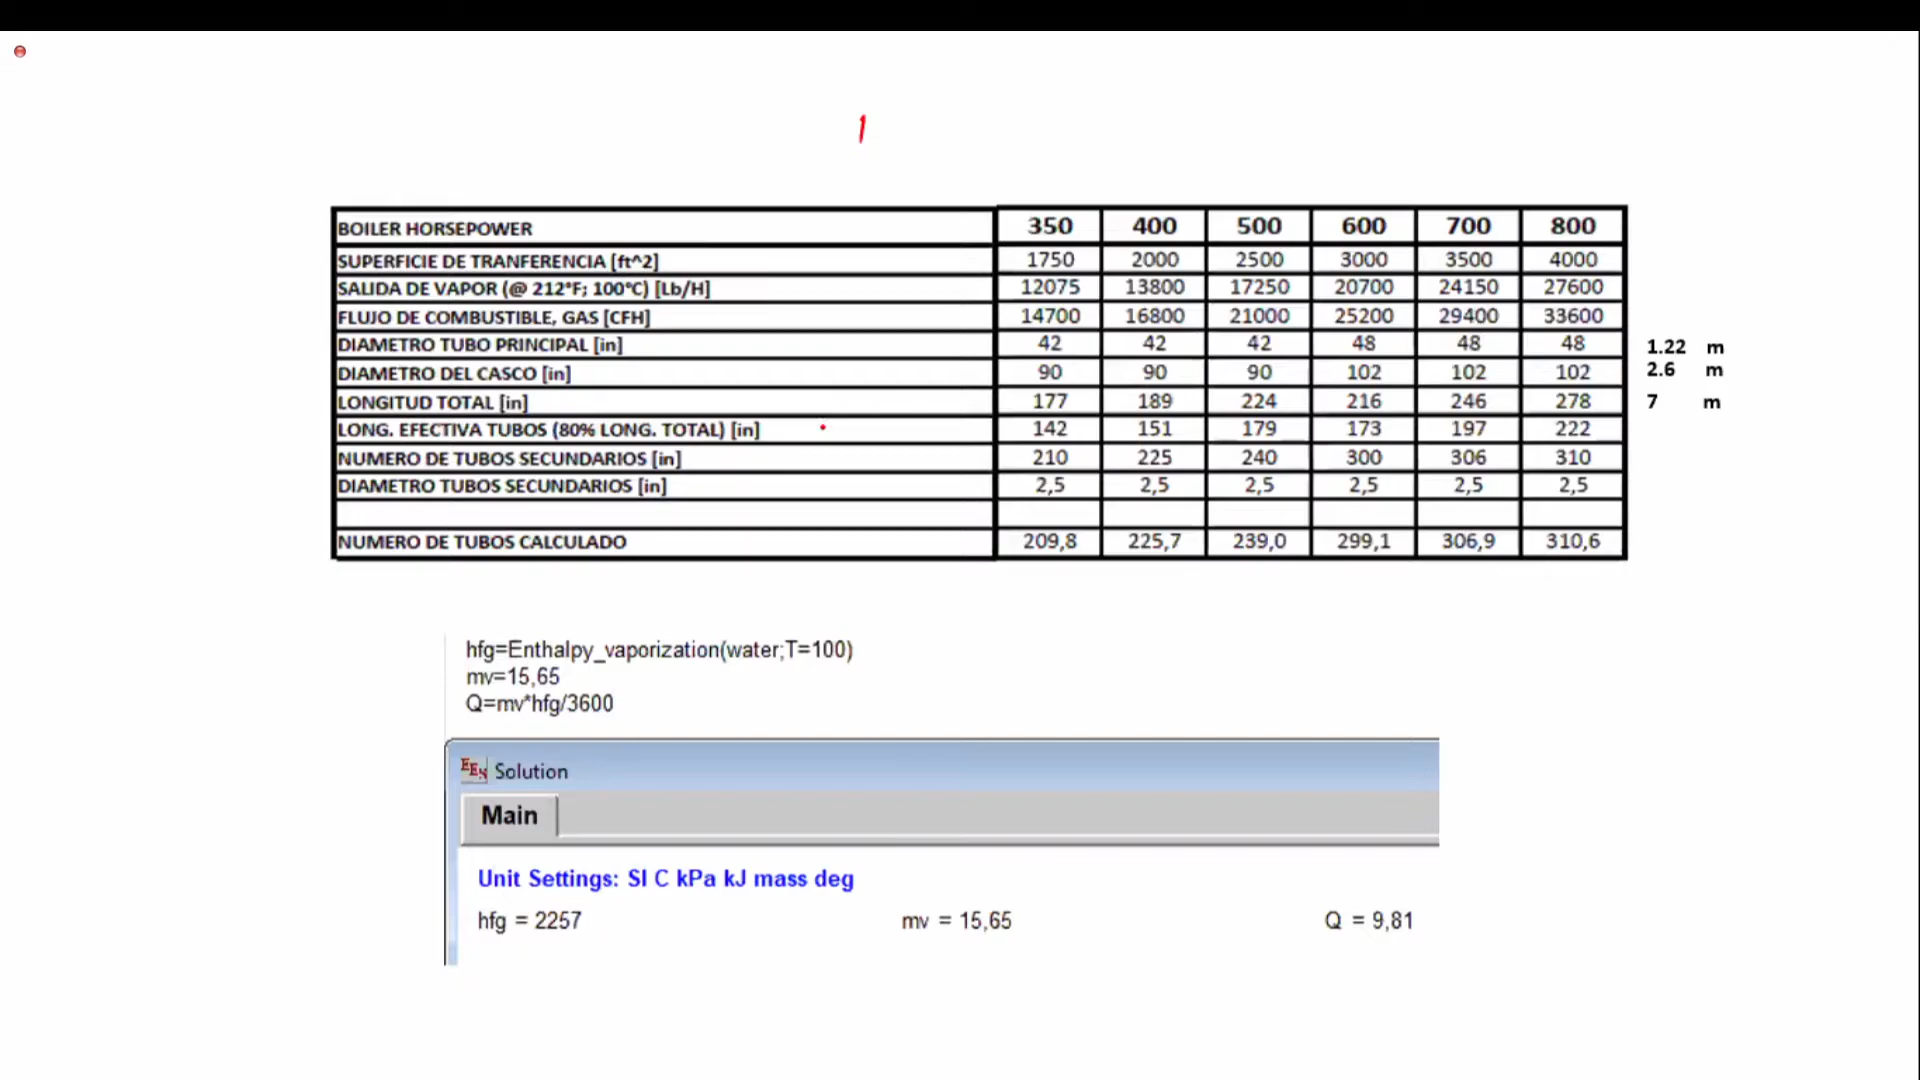 1
BOILER HORSEPOWER 350 400 500 600 700 800
SUPERFICIE DE TRANFERENCIA [ft^2] 1750 2000 2500 3000 3500 4000
SALIDA DE VAPOR (@ 212°F; 100°C) [Lb/H] 12075 13800 17250 20700 24150 27600
FLUJO DE COMBUSTIBLE, GAS [CFH] 14700 16800 21000 25200 29400 33600
DIAMETRO TUBO PRINCIPAL [in] 42 42 42 48 48 48 1.22 m
DIAMETRO DEL CASCO [in] 90 90 90 102 102 102 2.6 m
LONGITUD TOTAL [in] 177 189 224 216 246 278 7 m
LONG. EFECTIVA TUBOS (80% LONG. TOTAL) [in] 142 151 179 173 197 222
NUMERO DE TUBOS SECUNDARIOS [in] 210 225 240 300 306 310
DIAMETRO TUBOS SECUNDARIOS [in] 2,5 2,5 2,5 2,5 2,5 2,5
NUMERO DE TUBOS CALCULADO 209,8 225,7 239,0 299,1 306,9 310,6
hfg=Enthalpy_vaporization(water;T=100)
mv=15,65
Q=mv*hfg/3600
EES Solution
Main
Unit Settings: SI C kPa kJ mass deg
hfg = 2257 mv = 15,65 Q = 9,81